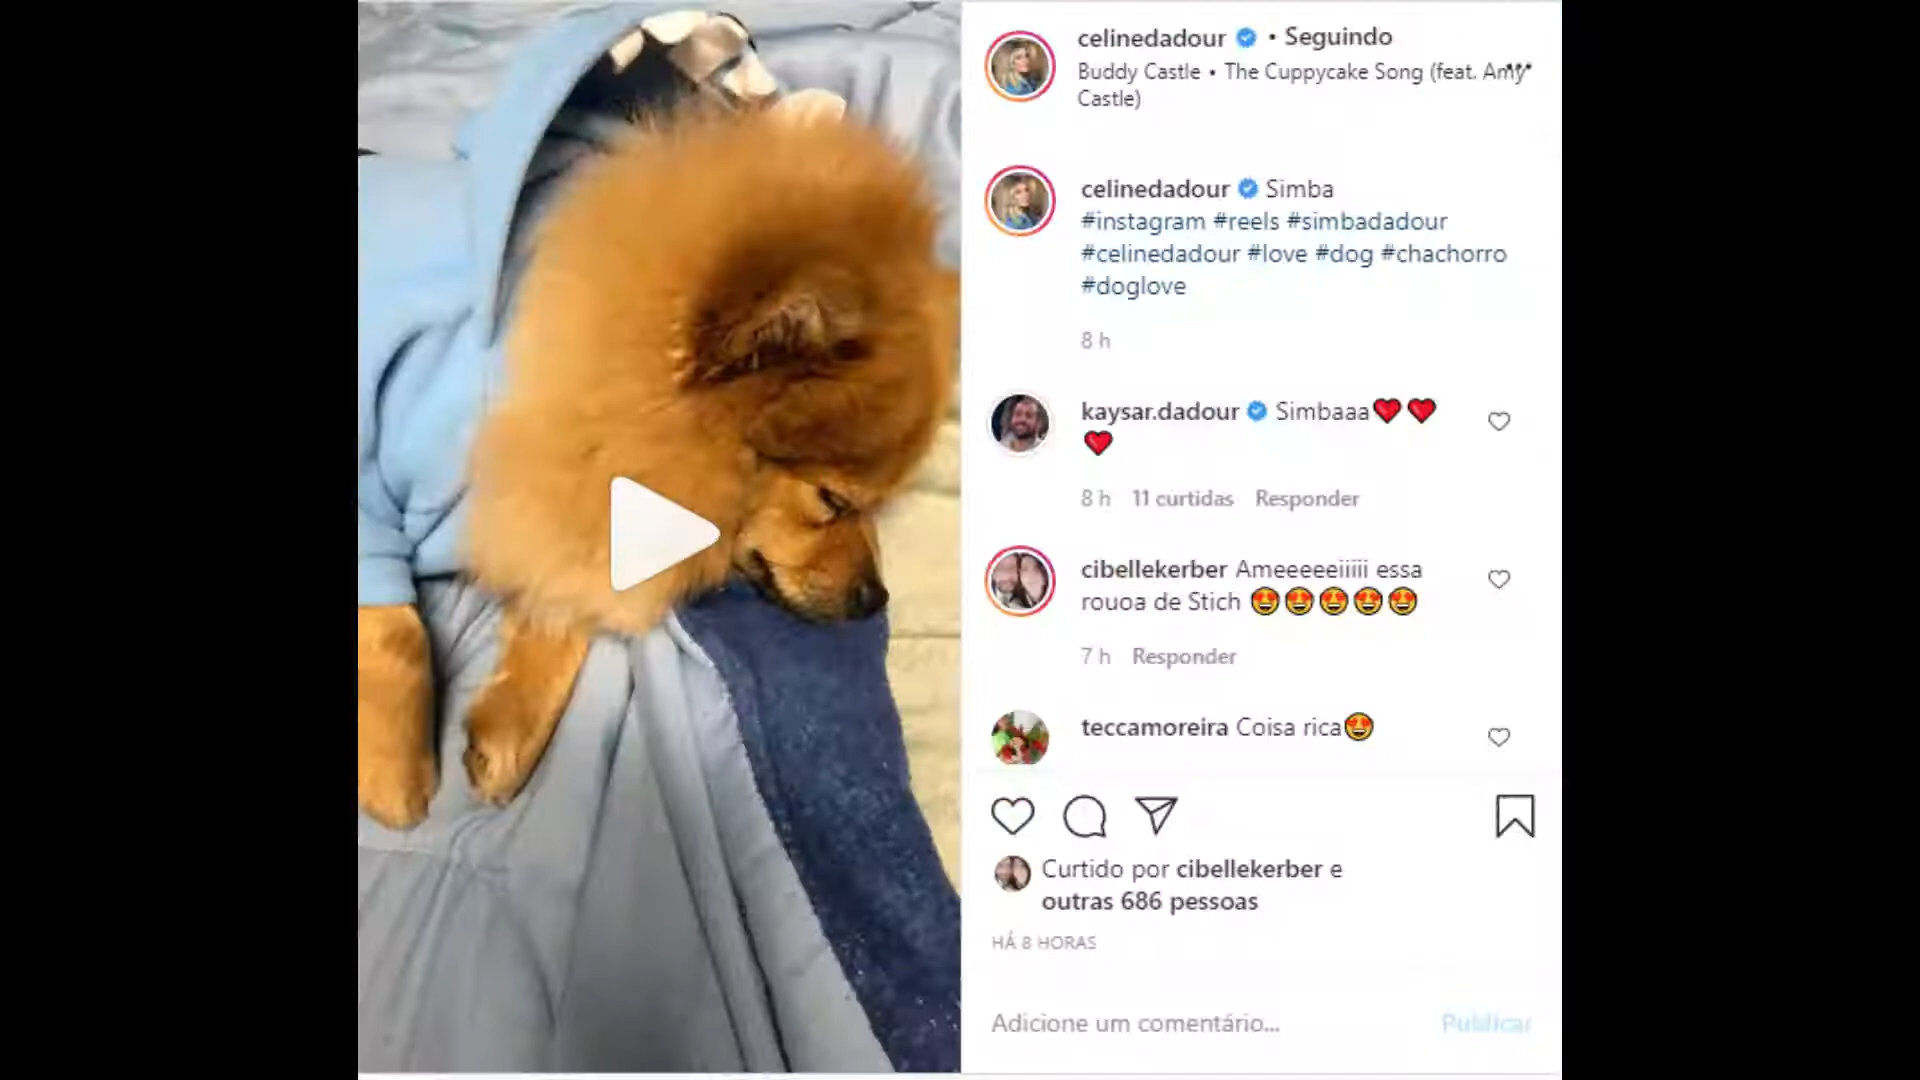 celinedadour • Seguindo
Buddy Castle • The Cuppycake Song (feat. Amy
Castle)
celinedadour Simba
#instagram #reels #simbadadour
#celinedadour #love #dog #chachorro
#doglove
8 h
kaysar.dadour Simbaaa❤️❤️
❤️
8 h 11 curtidas Responder
cibellekerber Ameeeeeiiiii essa
rouoa de Stich 😍😍😍😍😍
7 h Responder
teccamoreira Coisa rica😍
Curtido por cibellekerber e
outras 686 pessoas
HÁ 8 HORAS
Adicione um comentário...
Publicar